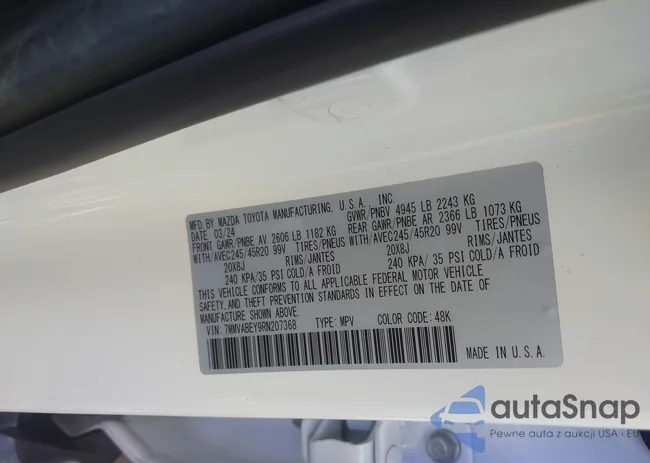 MFD. BY MAZDA TOYOTA MANUFACTURING, U.S.A., INC.
DATE 03/24 GVWR/PNBV 4945 LB 2243 KG
FRONT GAWR/PNBE AV 2606 LB 1182 KG REAR GAWR/PNBE AR 2366 LB 1073 KG
WITH/AVEC245/45R20 99V TIRES/PNEUS WITH/AVEC245/45R20 99V TIRES/PNEUS
20X8J RIMS/JANTES 20X8J RIMS/JANTES
240 KPA/ 35 PSI COLD/A FROID 240 KPA/ 35 PSI COLD/A FROID
THIS VEHICLE CONFORMS TO ALL APPLICABLE FEDERAL MOTOR VEHICLE
SAFETY, AND THEFT PREVENTION STANDARDS IN EFFECT ON THE DATE OF
MANUFACTURE SHOWN ABOVE.
VIN: 7MMVABEY9RN207368 TYPE: MPV COLOR CODE: 48K
MADE IN U.S.A.
autaSnap
Pewne auta z aukcji USA i EU